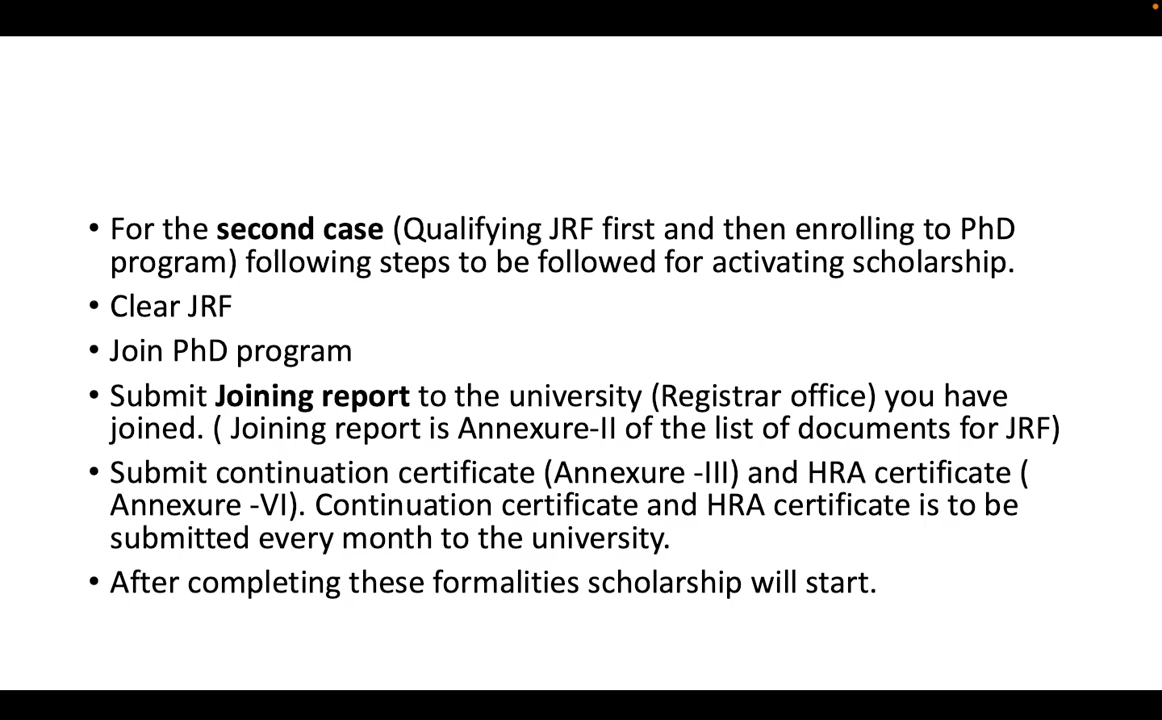 • For the second case (Qualifying JRF first and then enrolling to PhD
program) following steps to be followed for activating scholarship.
• Clear JRF
• Join PhD program
• Submit Joining report to the university (Registrar office) you have
joined. ( Joining report is Annexure-II of the list of documents for JRF)
• Submit continuation certificate (Annexure -III) and HRA certificate (
Annexure -VI). Continuation certificate and HRA certificate is to be
submitted every month to the university.
• After completing these formalities scholarship will start.